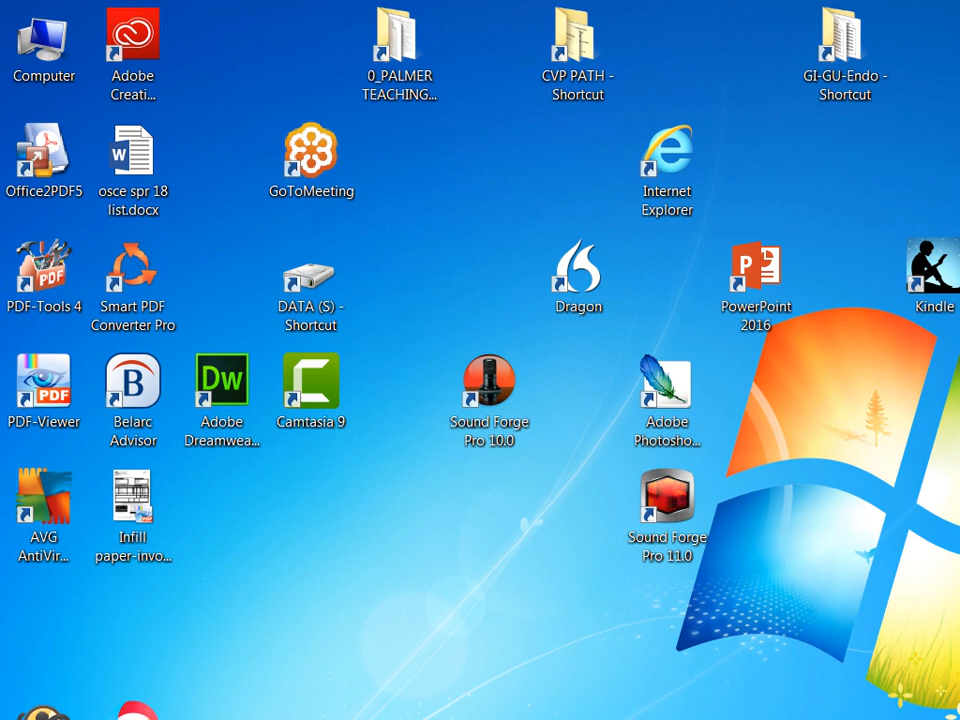 Computer
Adobe
Creati...
0_PALMER
TEACHING...
CVP PATH -
Shortcut
GI-GU-Endo -
Shortcut
Office2PDF5
W
osce spr 18
list.docx
GoToMeeting
Internet
Explorer
PDF
PDF-Tools 4
Smart PDF
Converter Pro
DATA (S) -
Shortcut
Dragon
P
PowerPoint
2016
Kindle
PDF
PDF-Viewer
B
Belarc
Advisor
Dw
Adobe
Dreamwea...
C
Camtasia 9
Sound Forge
Pro 10.0
Adobe
Photosho...
AVG
AntiVir...
Infill
paper-invo...
Sound Forge
Pro 11.0